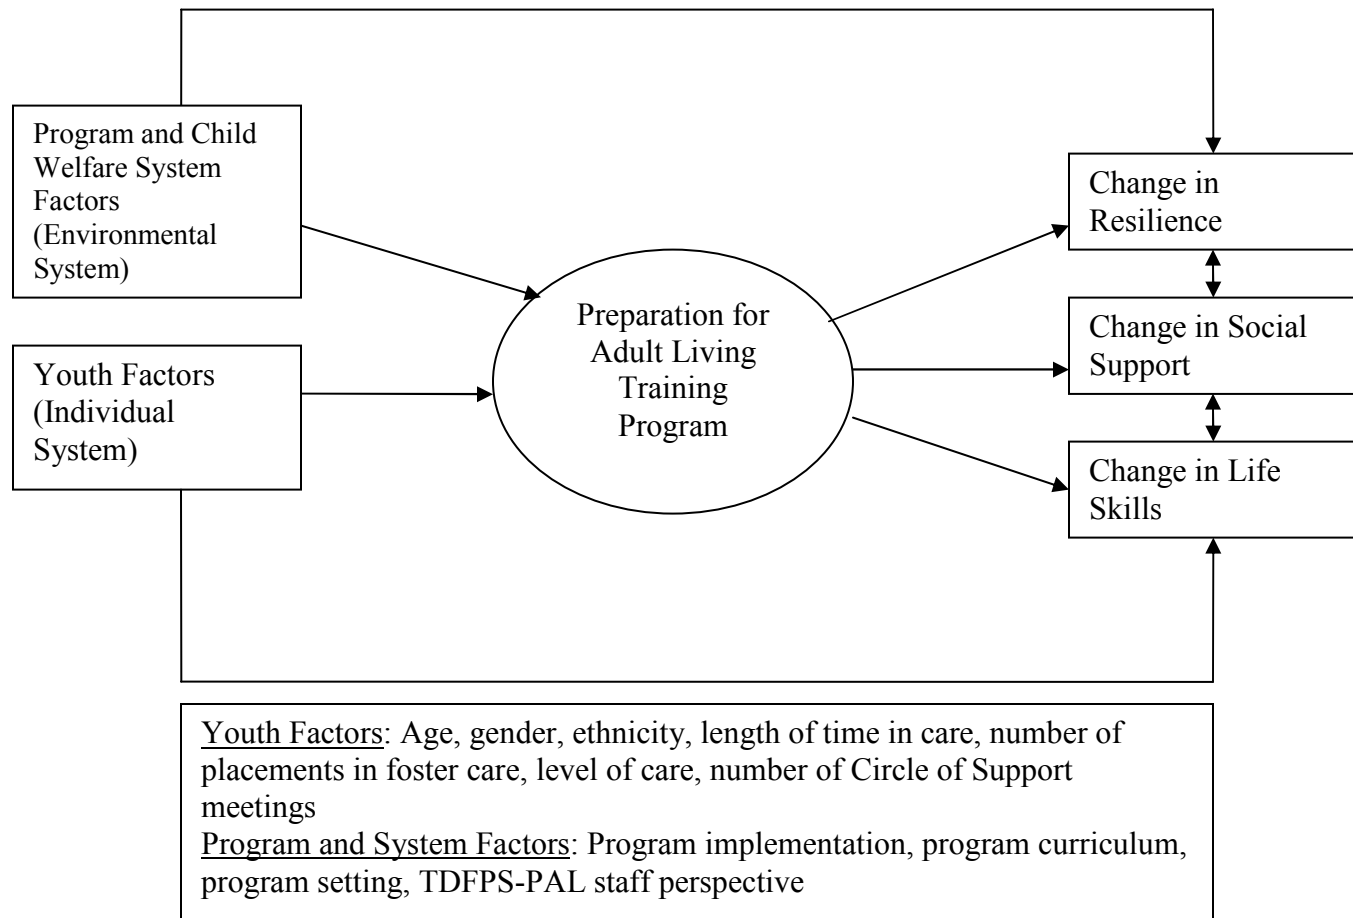 Program and Child
Welfare System
Factors
(Environmental
System)
Youth Factors
(Individual
System)
Preparation for
Adult Living
Training
Program
Change in
Resilience
Change in Social
Support
Change in Life
Skills
Youth Factors: Age, gender, ethnicity, length of time in care, number of
placements in foster care, level of care, number of Circle of Support
meetings
Program and System Factors: Program implementation, program curriculum,
program setting, TDFPS-PAL staff perspective